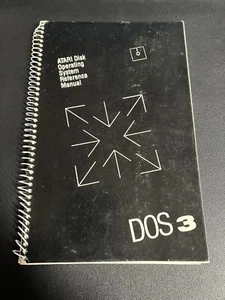 ATARI Disk
Operating
System
Reference
Manual
DOS 3